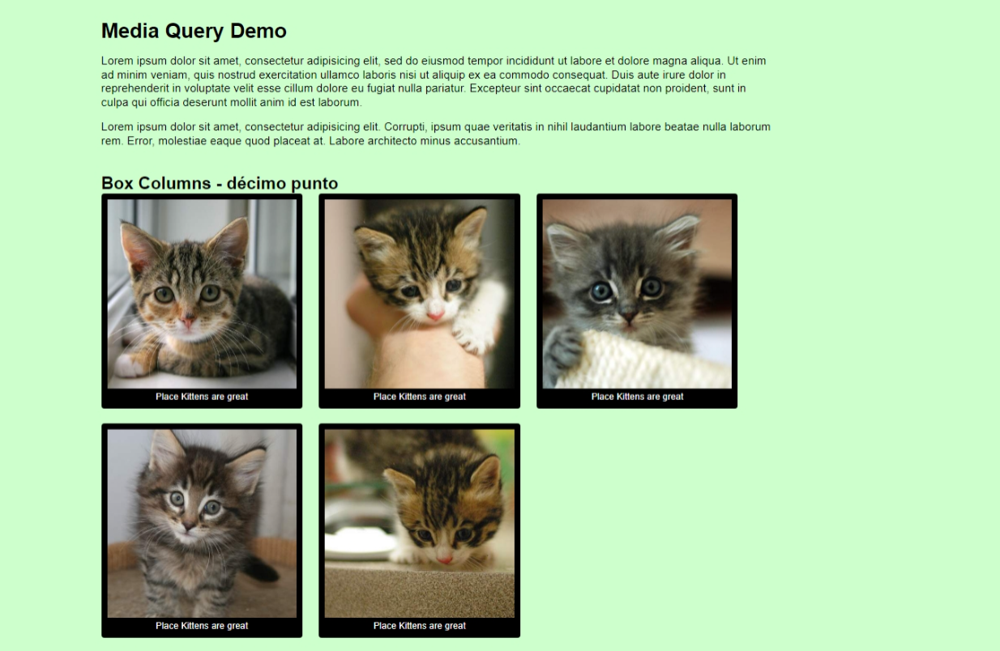 Media Query Demo
Lorem ipsum dolor sit amet, consectetur adipisicing elit, sed do eiusmod tempor incididunt ut labore et dolore magna aliqua. Ut enim
ad minim veniam, quis nostrud exercitation ullamco laboris nisi ut aliquip ex ea commodo consequat. Duis aute irure dolor in
reprehenderit in voluptate velit esse cillum dolore eu fugiat nulla pariatur. Excepteur sint occaecat cupidatat non proident, sunt in
culpa qui officia deserunt mollit anim id est laborum.
Lorem ipsum dolor sit amet, consectetur adipisicing elit. Corrupti, ipsum quae veritatis in nihil laudantium labore beatae nulla laborum
rem. Error, molestiae eaque quod placeat at. Labore architecto minus accusantium.
Box Columns - décimo punto
Place Kittens are great
Place Kittens are great
Place Kittens are great
Place Kittens are great
Place Kittens are great